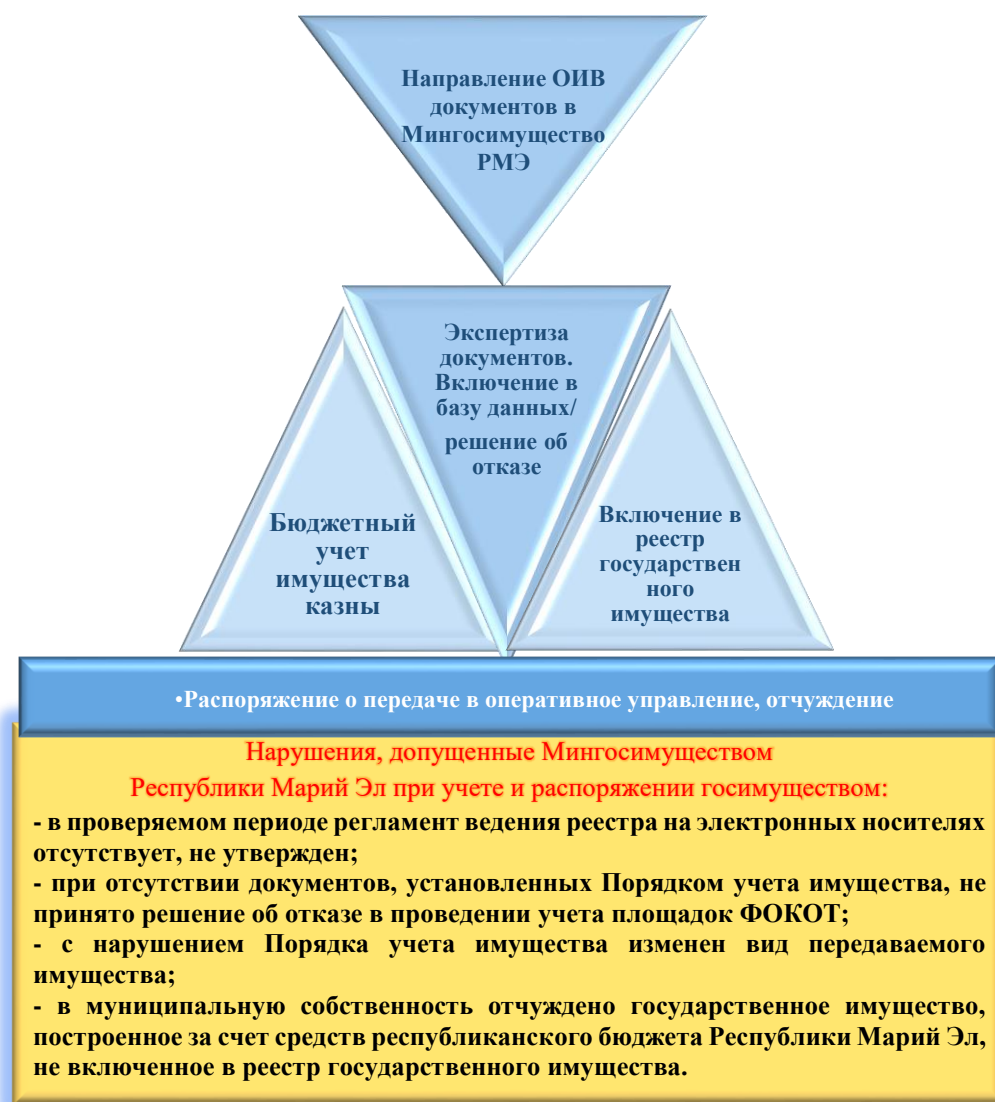 Направление ОИВ
документов в
Мингосимущество
РМЭ
Экспертиза
документов.
Включение в
базу данных/
решение об
отказе
Бюджетный
учет
имущества
казны
Включение в
реестр
государствен
ного
имущества
•Распоряжение о передаче в оперативное управление, отчуждение
Нарушения, допущенные Мингосимуществом
Республики Марий Эл при учете и распоряжении госимуществом:
- в проверяемом периоде регламент ведения реестра на электронных носителях
отсутствует, не утвержден;
- при отсутствии документов, установленных Порядком учета имущества, не
принято решение об отказе в проведении учета площадок ФОКОТ;
- с нарушением Порядка учета имущества изменен вид передаваемого
имущества;
- в муниципальную собственность отчуждено государственное имущество,
построенное за счет средств республиканского бюджета Республики Марий Эл,
не включенное в реестр государственного имущества.